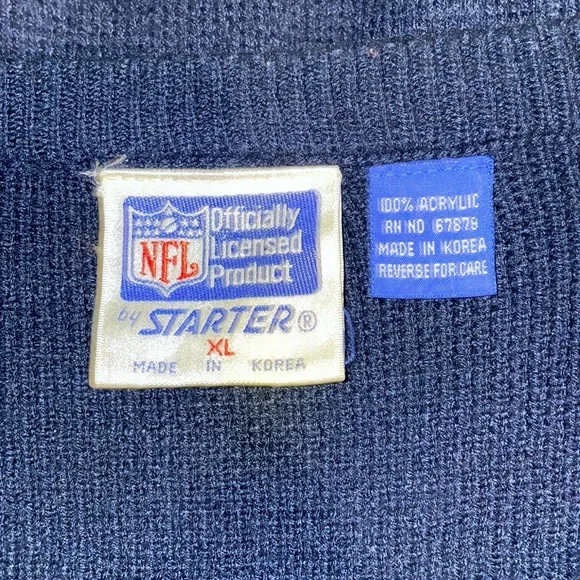 NFL
Officially
Licensed
Product
by STARTER®
XL
MADE IN KOREA
100% ACRYLIC
RN NO 67879
MADE IN KOREA
REVERSE FOR CARE